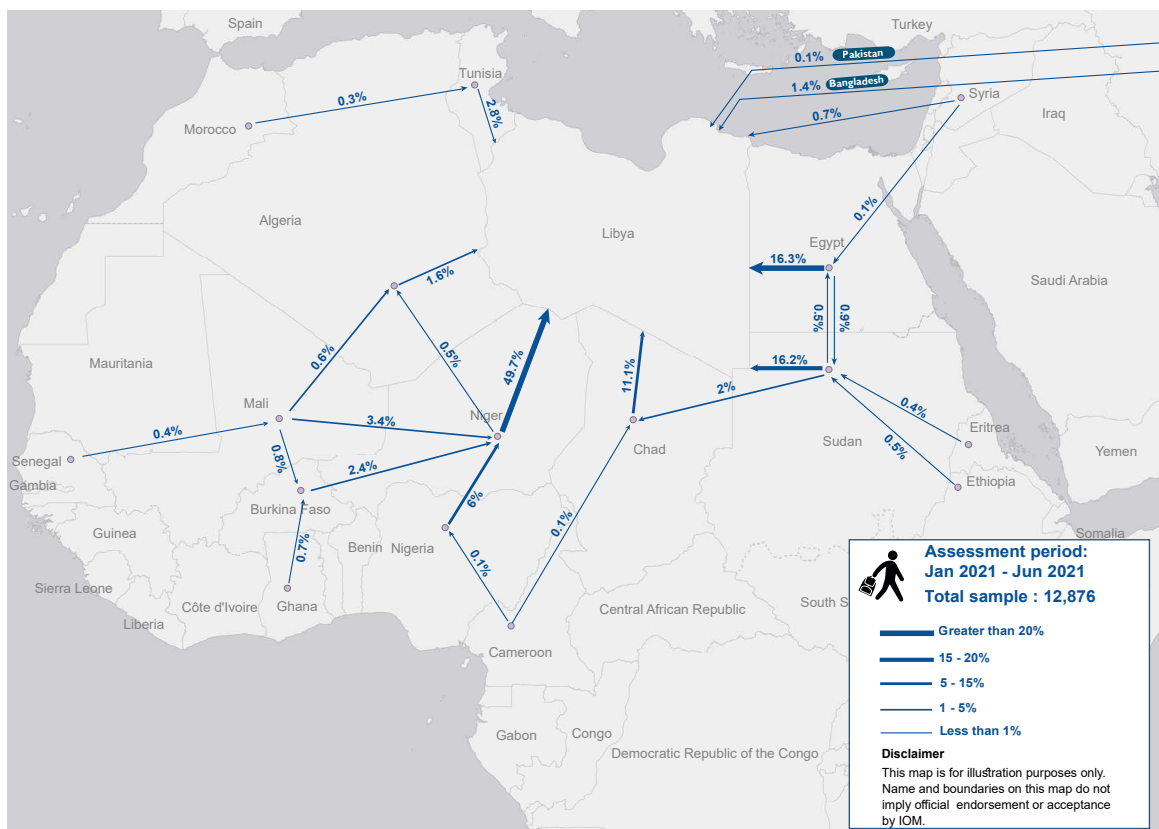 Spain
Turkey
0.1%
Pakistan
Tunisia
1.4%
Bangladesh
Syria
0.3%
2.8%
0.7%
Iraq
Morocco
0.1%
Algeria
Libya
Egypt
16.3%
1.6%
Saudi Arabia
0.5%
0.9%
0.6%
0.5%
49.7%
Mauritania
16.2%
11.1%
2%
Mali
0.4%
Niger
3.4%
0.4%
Eritrea
Sudan
Chad
Senegal
0.8%
0.5%
Yemen
2.4%
Gambia
Ethiopia
6%
Burkina Faso
0.1%
Guinea
Benin
Nigeria
Somalia
0.7%
0.1%
Sierra Leone
Côte d'Ivoire
Ghana
Central African Republic
South S
Liberia
Cameroon
Gabon
Congo
Democratic Republic of the Congo
Assessment period:
Jan 2021 - Jun 2021
Total sample : 12,876
Greater than 20%
15 - 20%
5 - 15%
1 - 5%
Less than 1%
Disclaimer
This map is for illustration purposes only.
Name and boundaries on this map do not
imply official endorsement or acceptance
by IOM.